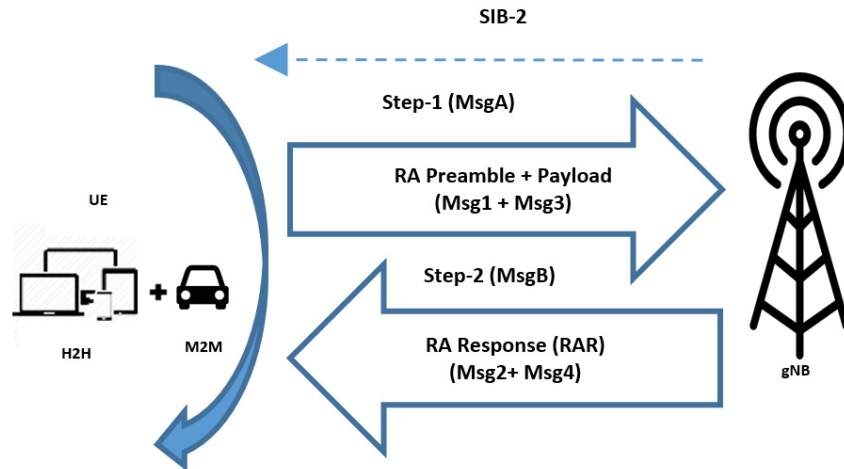 SIB-2
Step-1 (MsgA)
RA Preamble + Payload
(Msg1 + Msg3)
UE
Step-2 (MsgB)
+
RA Response (RAR)
(Msg2+ Msg4)
H2H
M2M
gNB